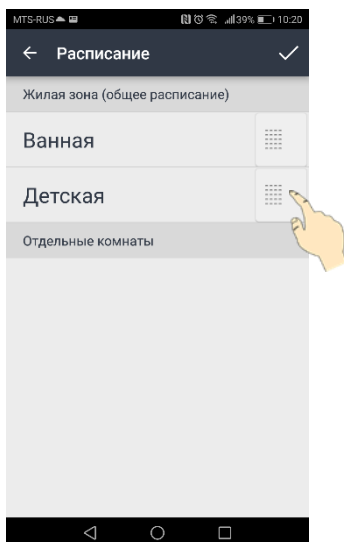 MTS-RUS 39% 10:20
Расписание
Жилая зона (общее расписание)
Ванная
Детская
Отдельные комнаты